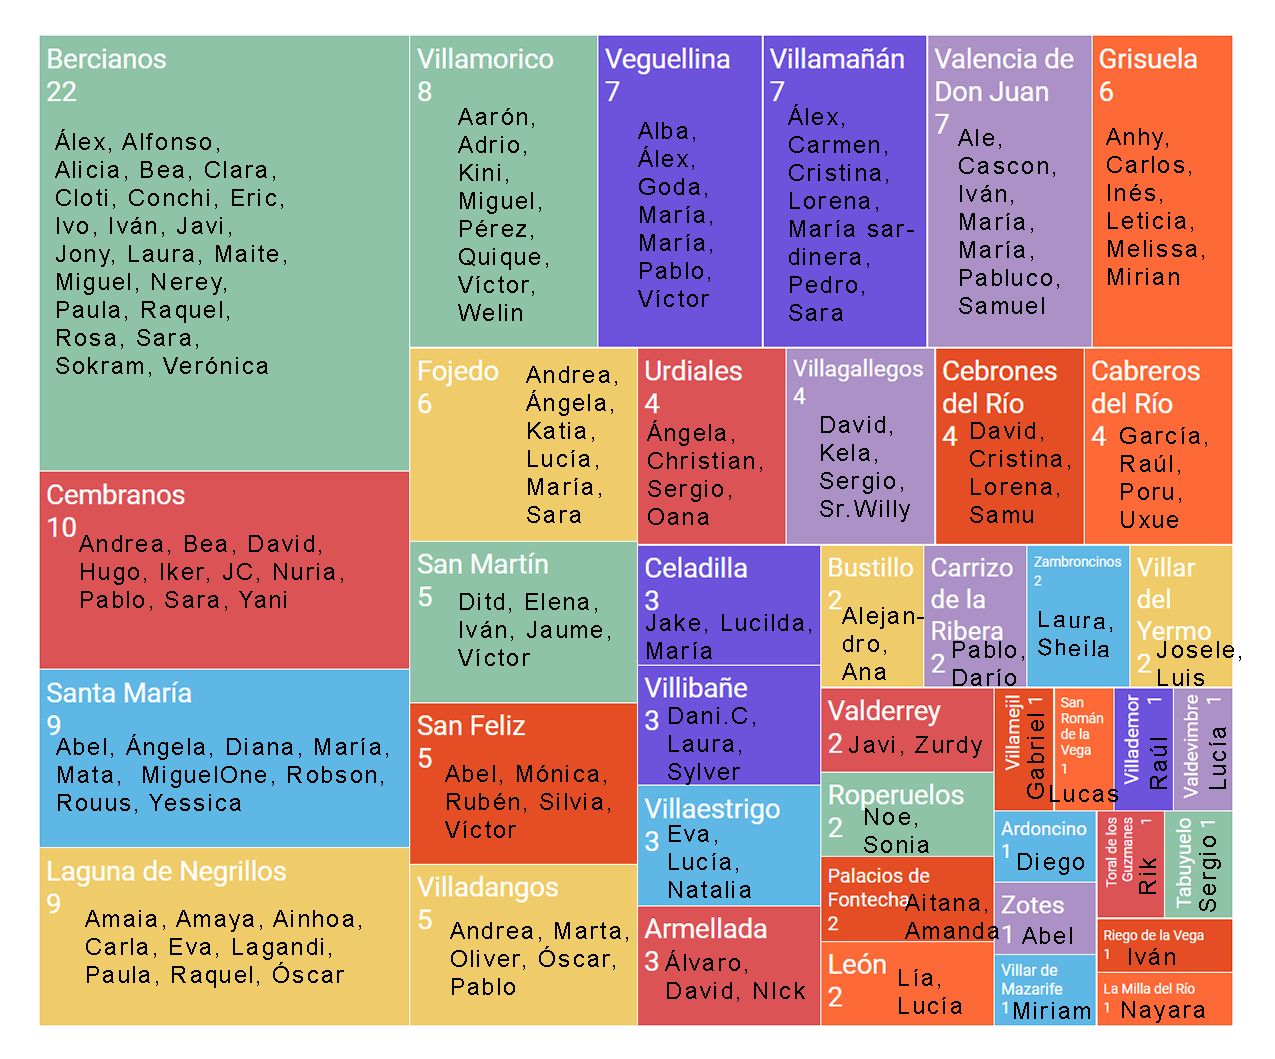 Bercianos
22
Álex, Alfonso,
Alicia, Bea, Clara,
Cloti, Conchi, Eric,
Ivo, Iván, Javi,
Jony, Laura, Maite,
Miguel, Nerey,
Paula, Raquel,
Rosa, Sara,
Sokram, Verónica
Cembranos
10
Andrea, Bea, David,
Hugo, Iker, JC, Nuria,
Pablo, Sara, Yani
Santa María
9
Abel, Ángela, Diana, María,
Mata, MiguelOne, Robson,
Rouus, Yessica
Laguna de Negrillos
9
Amaia, Amaya, Ainhoa,
Carla, Eva, Lagandi,
Paula, Raquel, Óscar
Villamorico
8
Aarón,
Adrio,
Kini,
Miguel,
Pérez,
Quique,
Víctor,
Welin
Veguellina
7
Alba,
Álex,
Goda,
María,
María,
Pablo,
Víctor
Villamañán
7
Álex,
Carmen,
Cristina,
Lorena,
María sar-
dinera,
Pedro,
Sara
Valencia de
Don Juan
7
Ale,
Cascon,
Iván,
María,
María,
Pabluco,
Samuel
Grisuela
6
Anhy,
Carlos,
Inés,
Leticia,
Melissa,
Mirian
Fojedo
6
Andrea,
Ángela,
Katia,
Lucía,
María,
Sara
San Martín
5
Ditd, Elena,
Iván, Jaume,
Víctor
San Feliz
5
Abel, Mónica,
Rubén, Silvia,
Víctor
Villadangos
5
Andrea, Marta,
Oliver, Óscar,
Pablo
Urdiales
4
Ángela,
Christian,
Sergio,
Oana
Villagallegos
4
David,
Kela,
Sergio,
Sr.Willy
Cebrones
del Río
4
David,
Cristina,
Lorena,
Samu
Cabreros
del Río
4
García,
Raúl,
Poru,
Uxue
Celadilla
3
Jake, Lucilda,
María
Villibañe
3
Dani.C,
Laura,
Sylver
Villaestrigo
3
Eva,
Lucía,
Natalia
Armellada
3
Álvaro,
David, NIck
Bustillo
2
Alejan-
dro,
Ana
Carrizo
de la
Ribera
2
Pablo,
Darío
Zambroncinos
2
Laura,
Sheila
Villar
del
Yermo
2
Josele,
Luis
Valderrey
2
Javi, Zurdy
Roperuelos
2
Noe,
Sonia
Palacios de
Fontecha
2
Aitana,
Amanda
León
2
Lía,
Lucía
Villamejil
1
Gabriel
San
Román
de la
Vega
1
Lucas
Villademor
1
Raúl
Valdevimbre
1
Lucía
Ardoncino
1
Diego
Zotes
1
Abel
Villar de
Mazarife
1
Miriam
Toral de los
Guzmanes
1
Rik
Tabuyuelo
1
Sergio
Riego de la Vega
1
Iván
La Milla del Río
1
Nayara